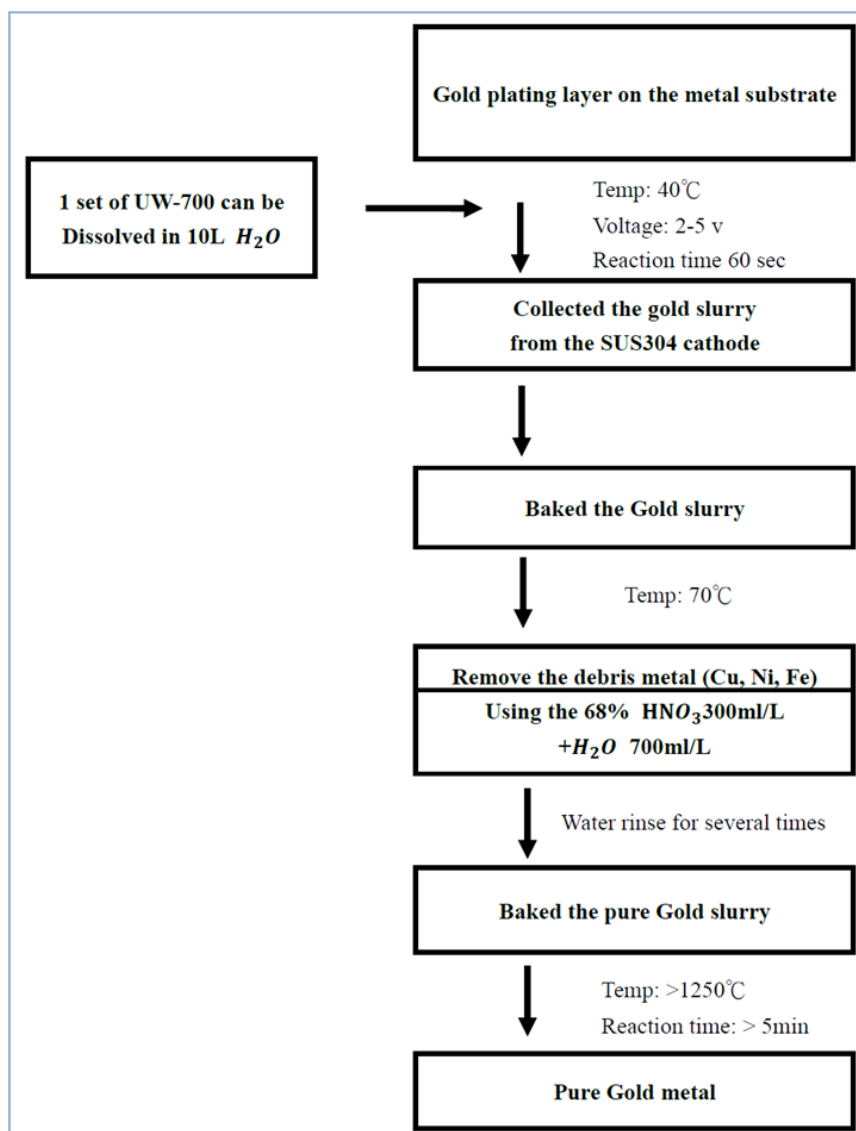 Gold plating layer on the metal substrate
1 set of UW-700 can be
Dissolved in 10L H₂O
Temp: 40℃
Voltage: 2-5 v
Reaction time 60 sec
Collected the gold slurry
from the SUS304 cathode
Baked the Gold slurry
Temp: 70℃
Remove the debris metal (Cu, Ni, Fe)
Using the 68% HNO₃300ml/L
+H₂O 700ml/L
Water rinse for several times
Baked the pure Gold slurry
Temp: >1250℃
Reaction time: > 5min
Pure Gold metal